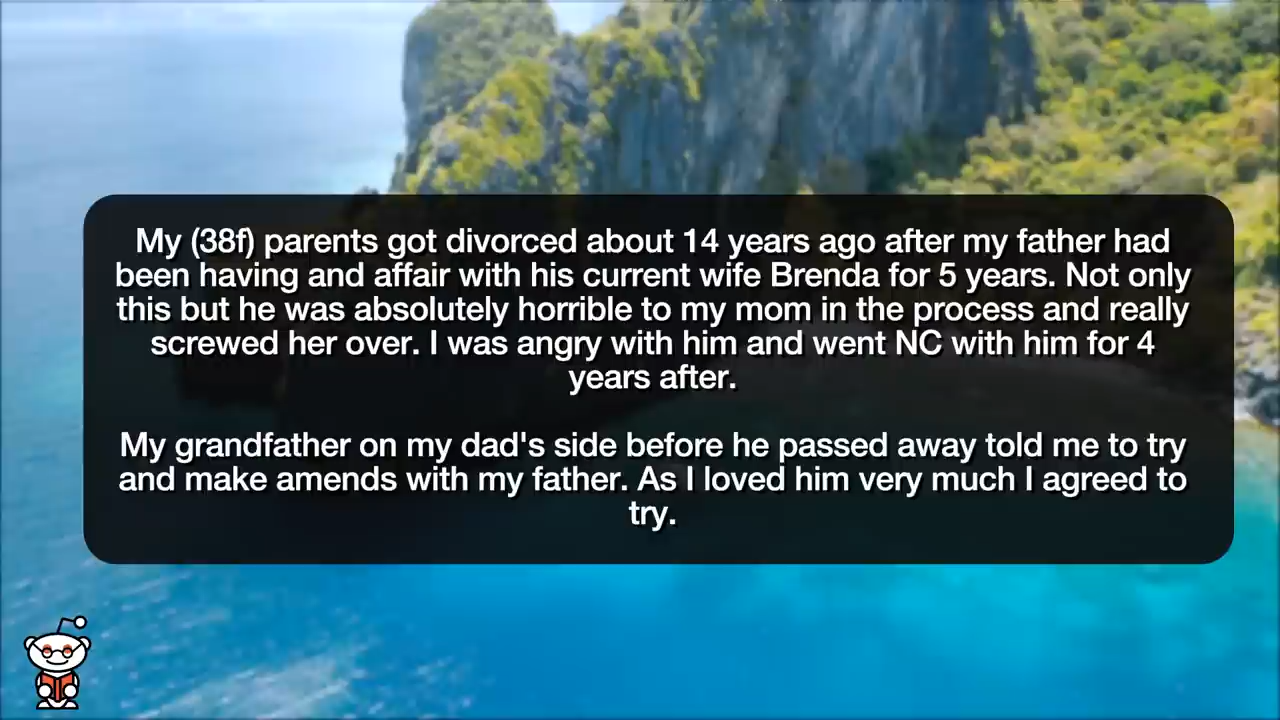 My (38f) parents got divorced about 14 years ago after my father had
been having and affair with his current wife Brenda for 5 years. Not only
this but he was absolutely horrible to my mom in the process and really
screwed her over. I was angry with him and went NC with him for 4
years after.
My grandfather on my dad's side before he passed away told me to try
and make amends with my father. As I loved him very much I agreed to
try.